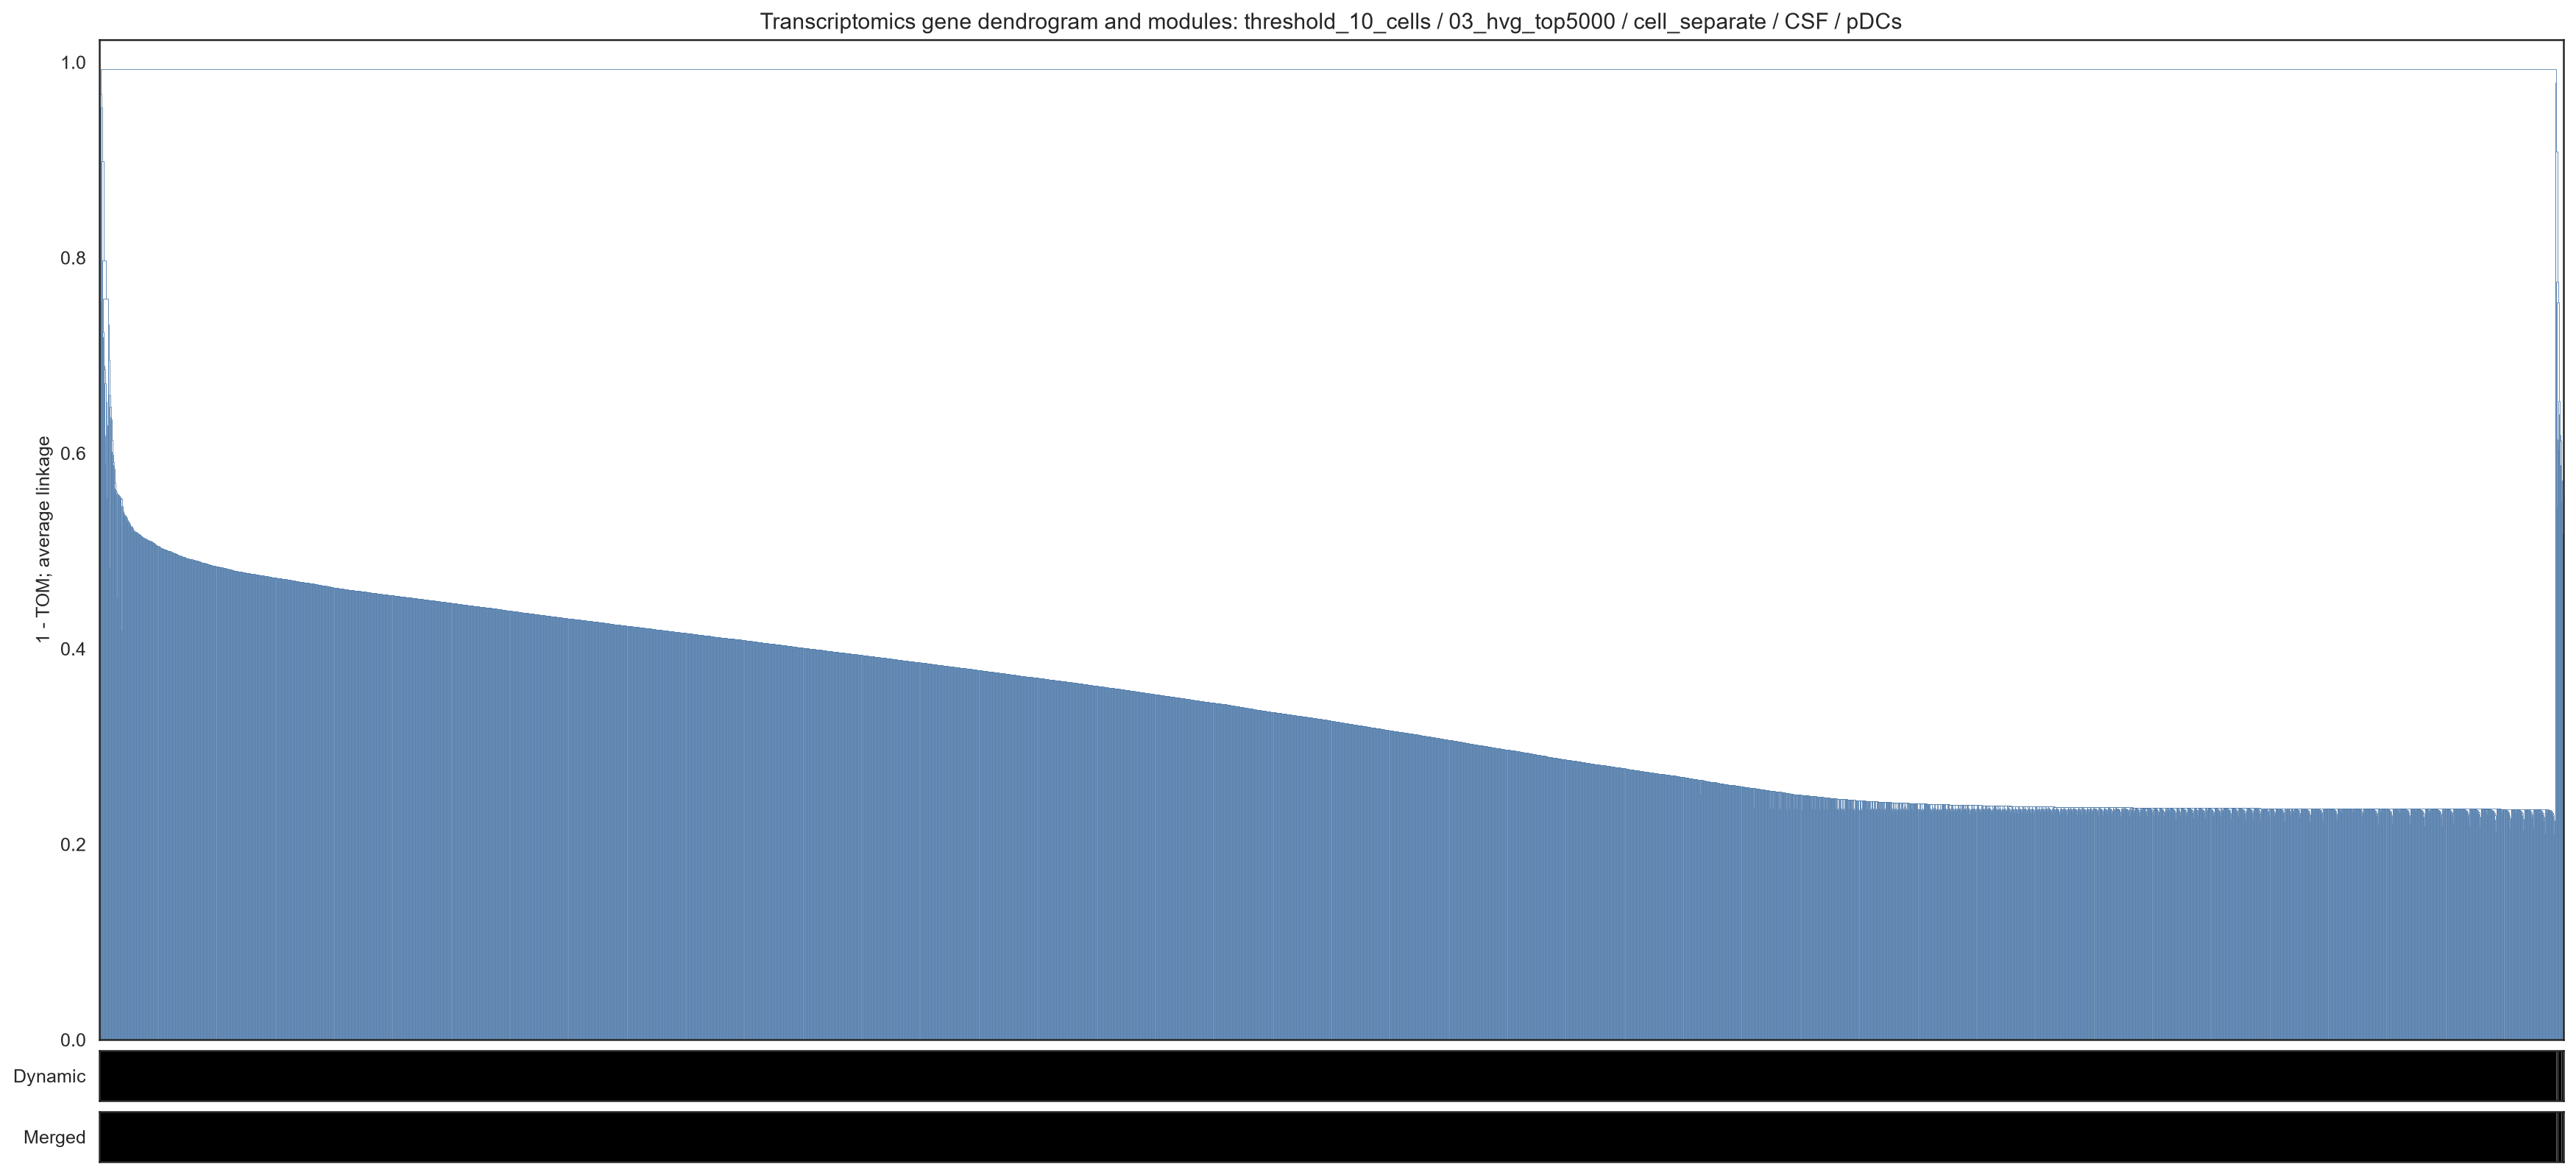 Transcriptomics gene dendrogram and modules: threshold_10_cells / 03_hvg_top5000 / cell_separate / CSF / pDCs
1.0
0.8
0.6
0.4
0.2
0.0
1 - TOM; average linkage
Dynamic
Merged